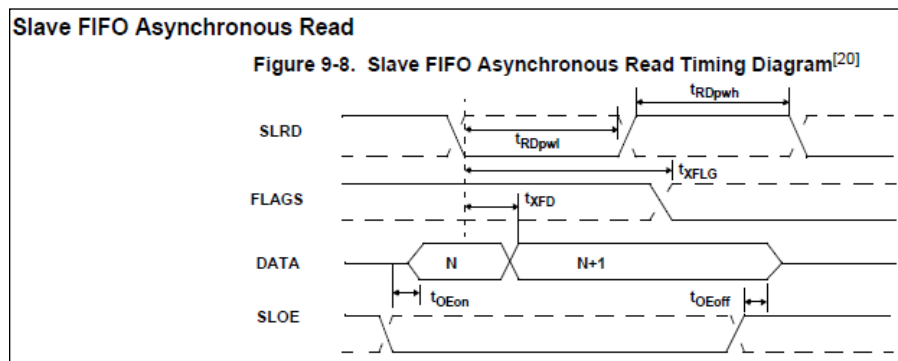 Slave FIFO Asynchronous Read
Figure 9-8. Slave FIFO Asynchronous Read Timing Diagram[20]
tRDpwh
SLRD
tRDpwl
tXFLG
FLAGS
tXFD
DATA
N
N+1
tOEon
tOEoff
SLOE